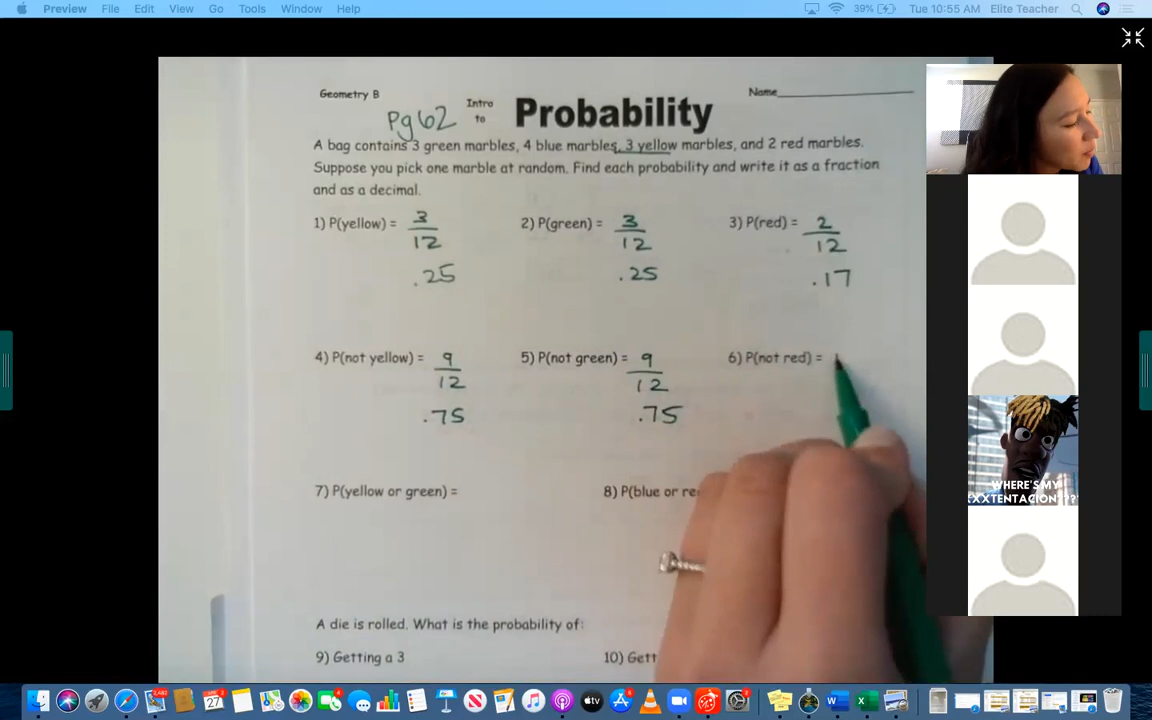 Preview File Edit View Tools Window Help 39% Tue 10:55 AM Elite Teacher
Geometry B
Pg 62
Intro to
Probability
Name
A bag contains 3 green marbles, 4 blue marbles, 3 yellow marbles, and 2 red marbles.
Suppose you pick one marble at random. Find each probability and write it as a fraction
and as a decimal.
1) P(yellow) = 3/12 2) P(green) = 3/12 3) P(red) = 2/12
.25 .25 .17
4) P(not yellow) = 9/12 5) P(not green) = 9/12 6) P(not red) =
.75 .75
7) P(yellow or green) = 8) P(blue or re
A die is rolled. What is the probability of:
9) Getting a 3 10) Gett
WHERE'S MY
XXXTENTACION???
2,482
27
tv